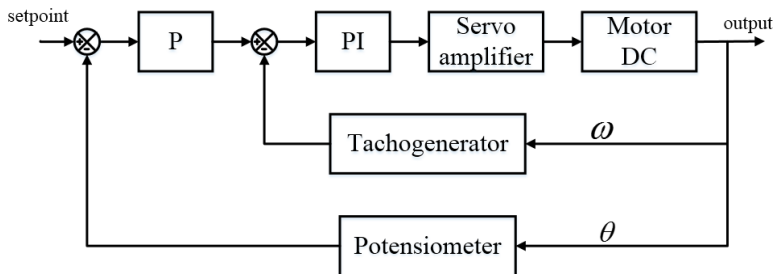 setpoint
P
PI
Servo
amplifier
Motor
DC
output
Tachogenerator
ω
Potensiometer
θ